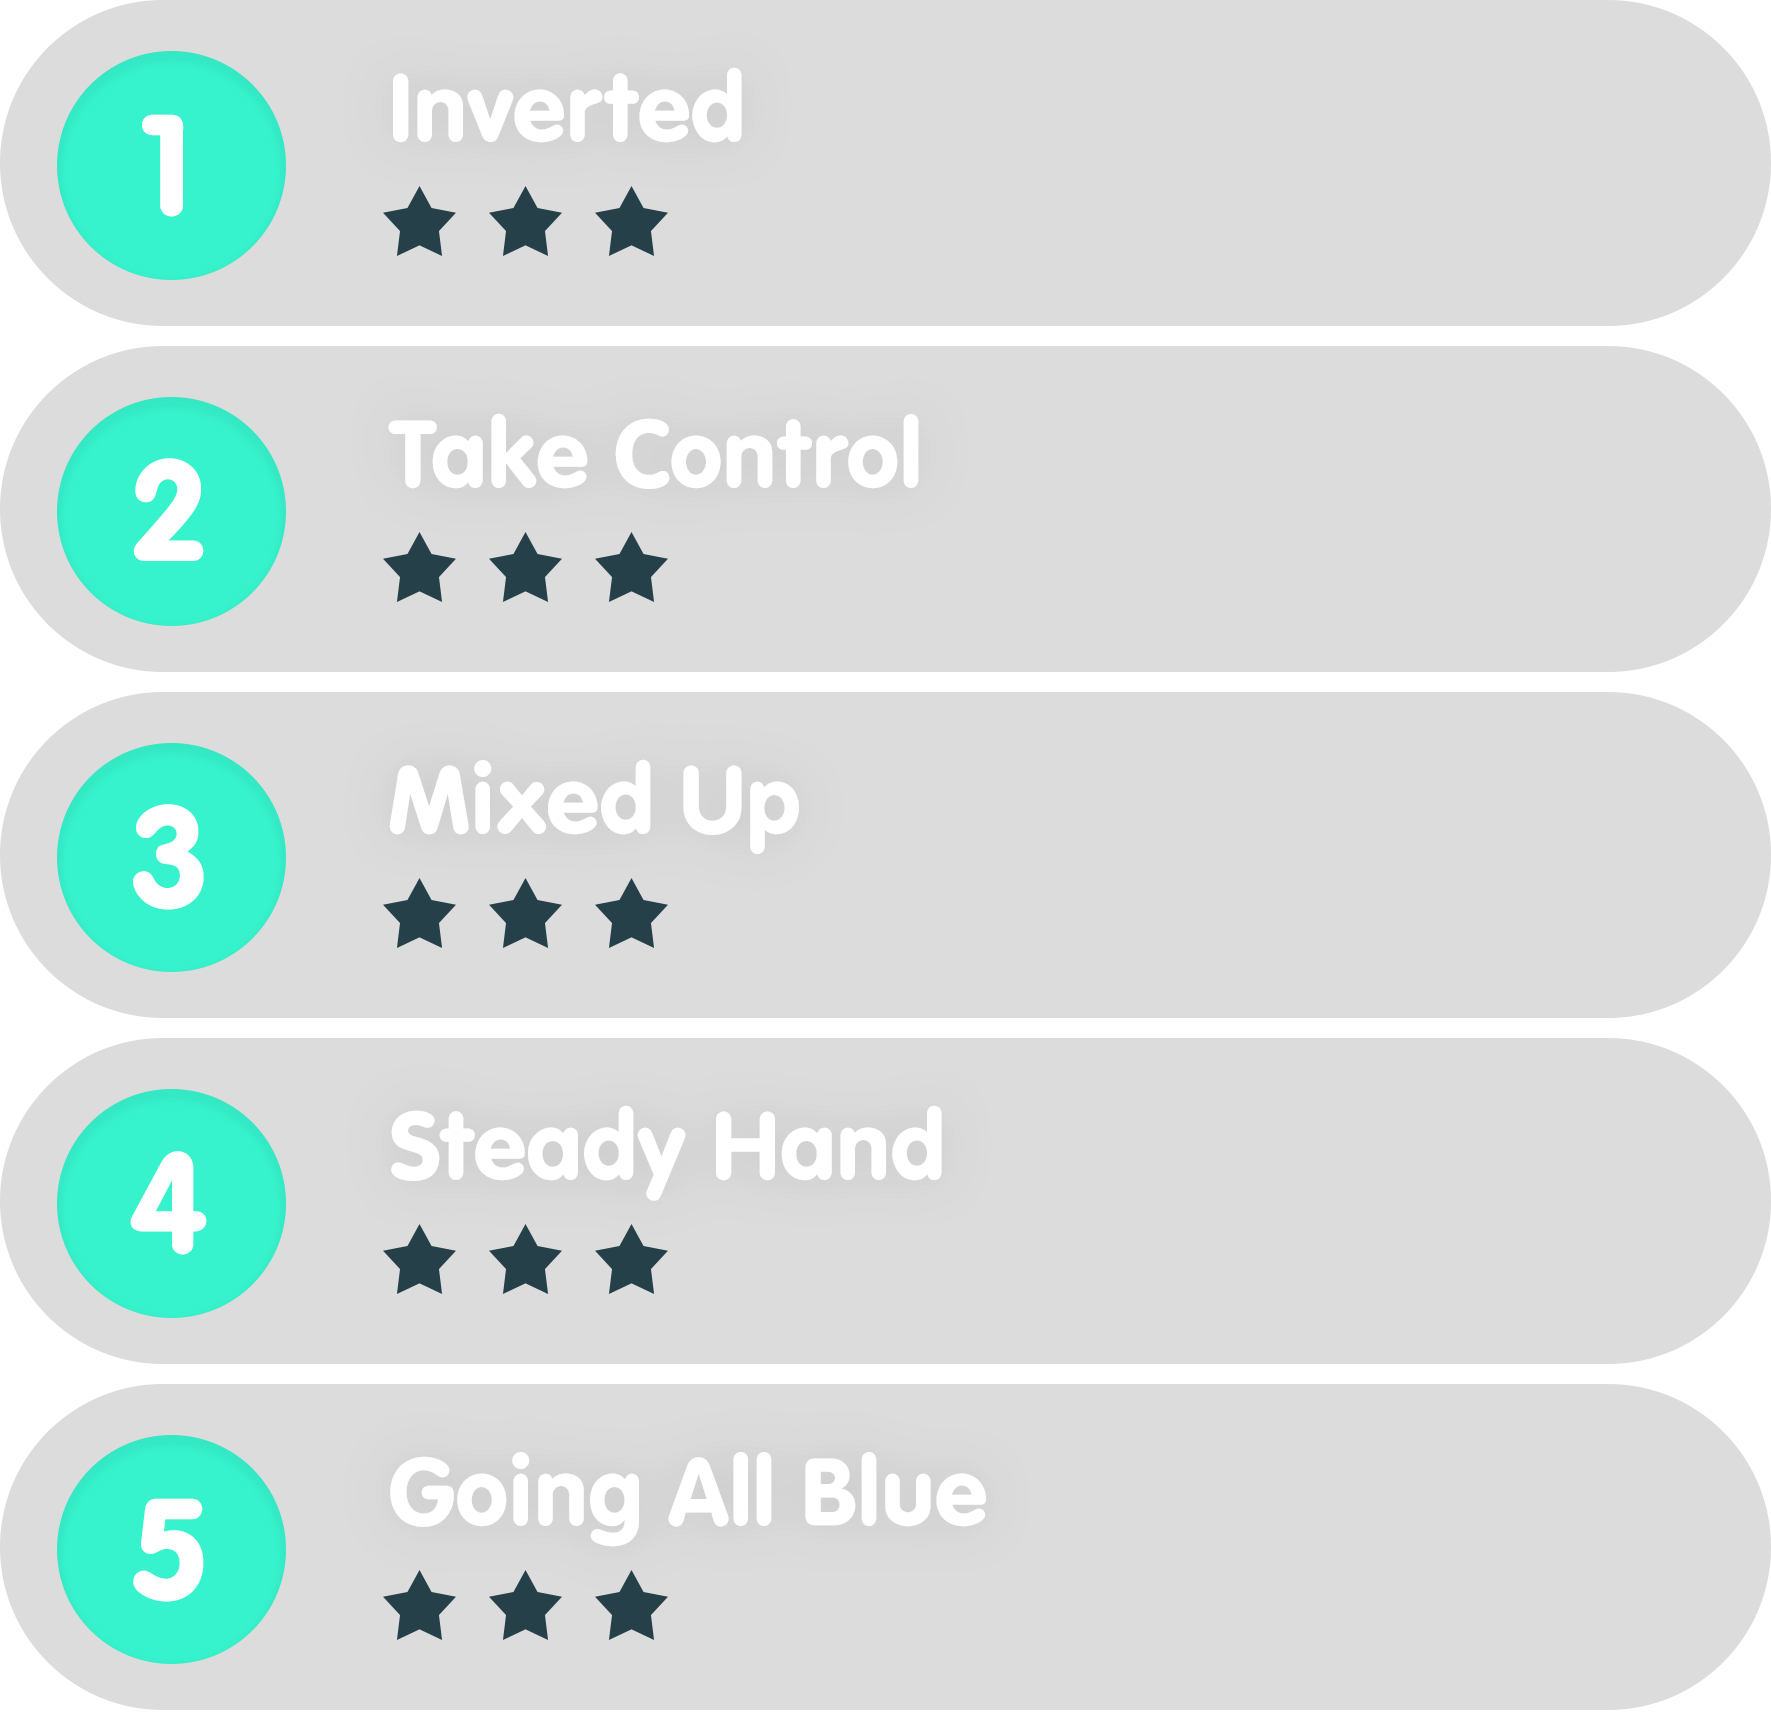 1
Inverted
2
Take Control
3
Mixed Up
4
Steady Hand
5
Going All Blue